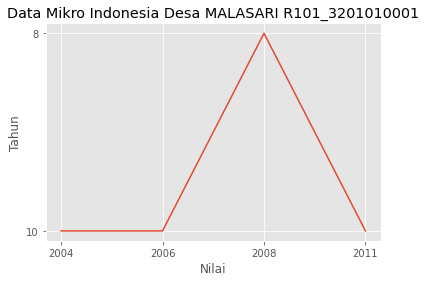 Data Mikro Indonesia Desa MALASARI R101_3201010001
8
Tahun
10
2004 2006 2008 2011
Nilai